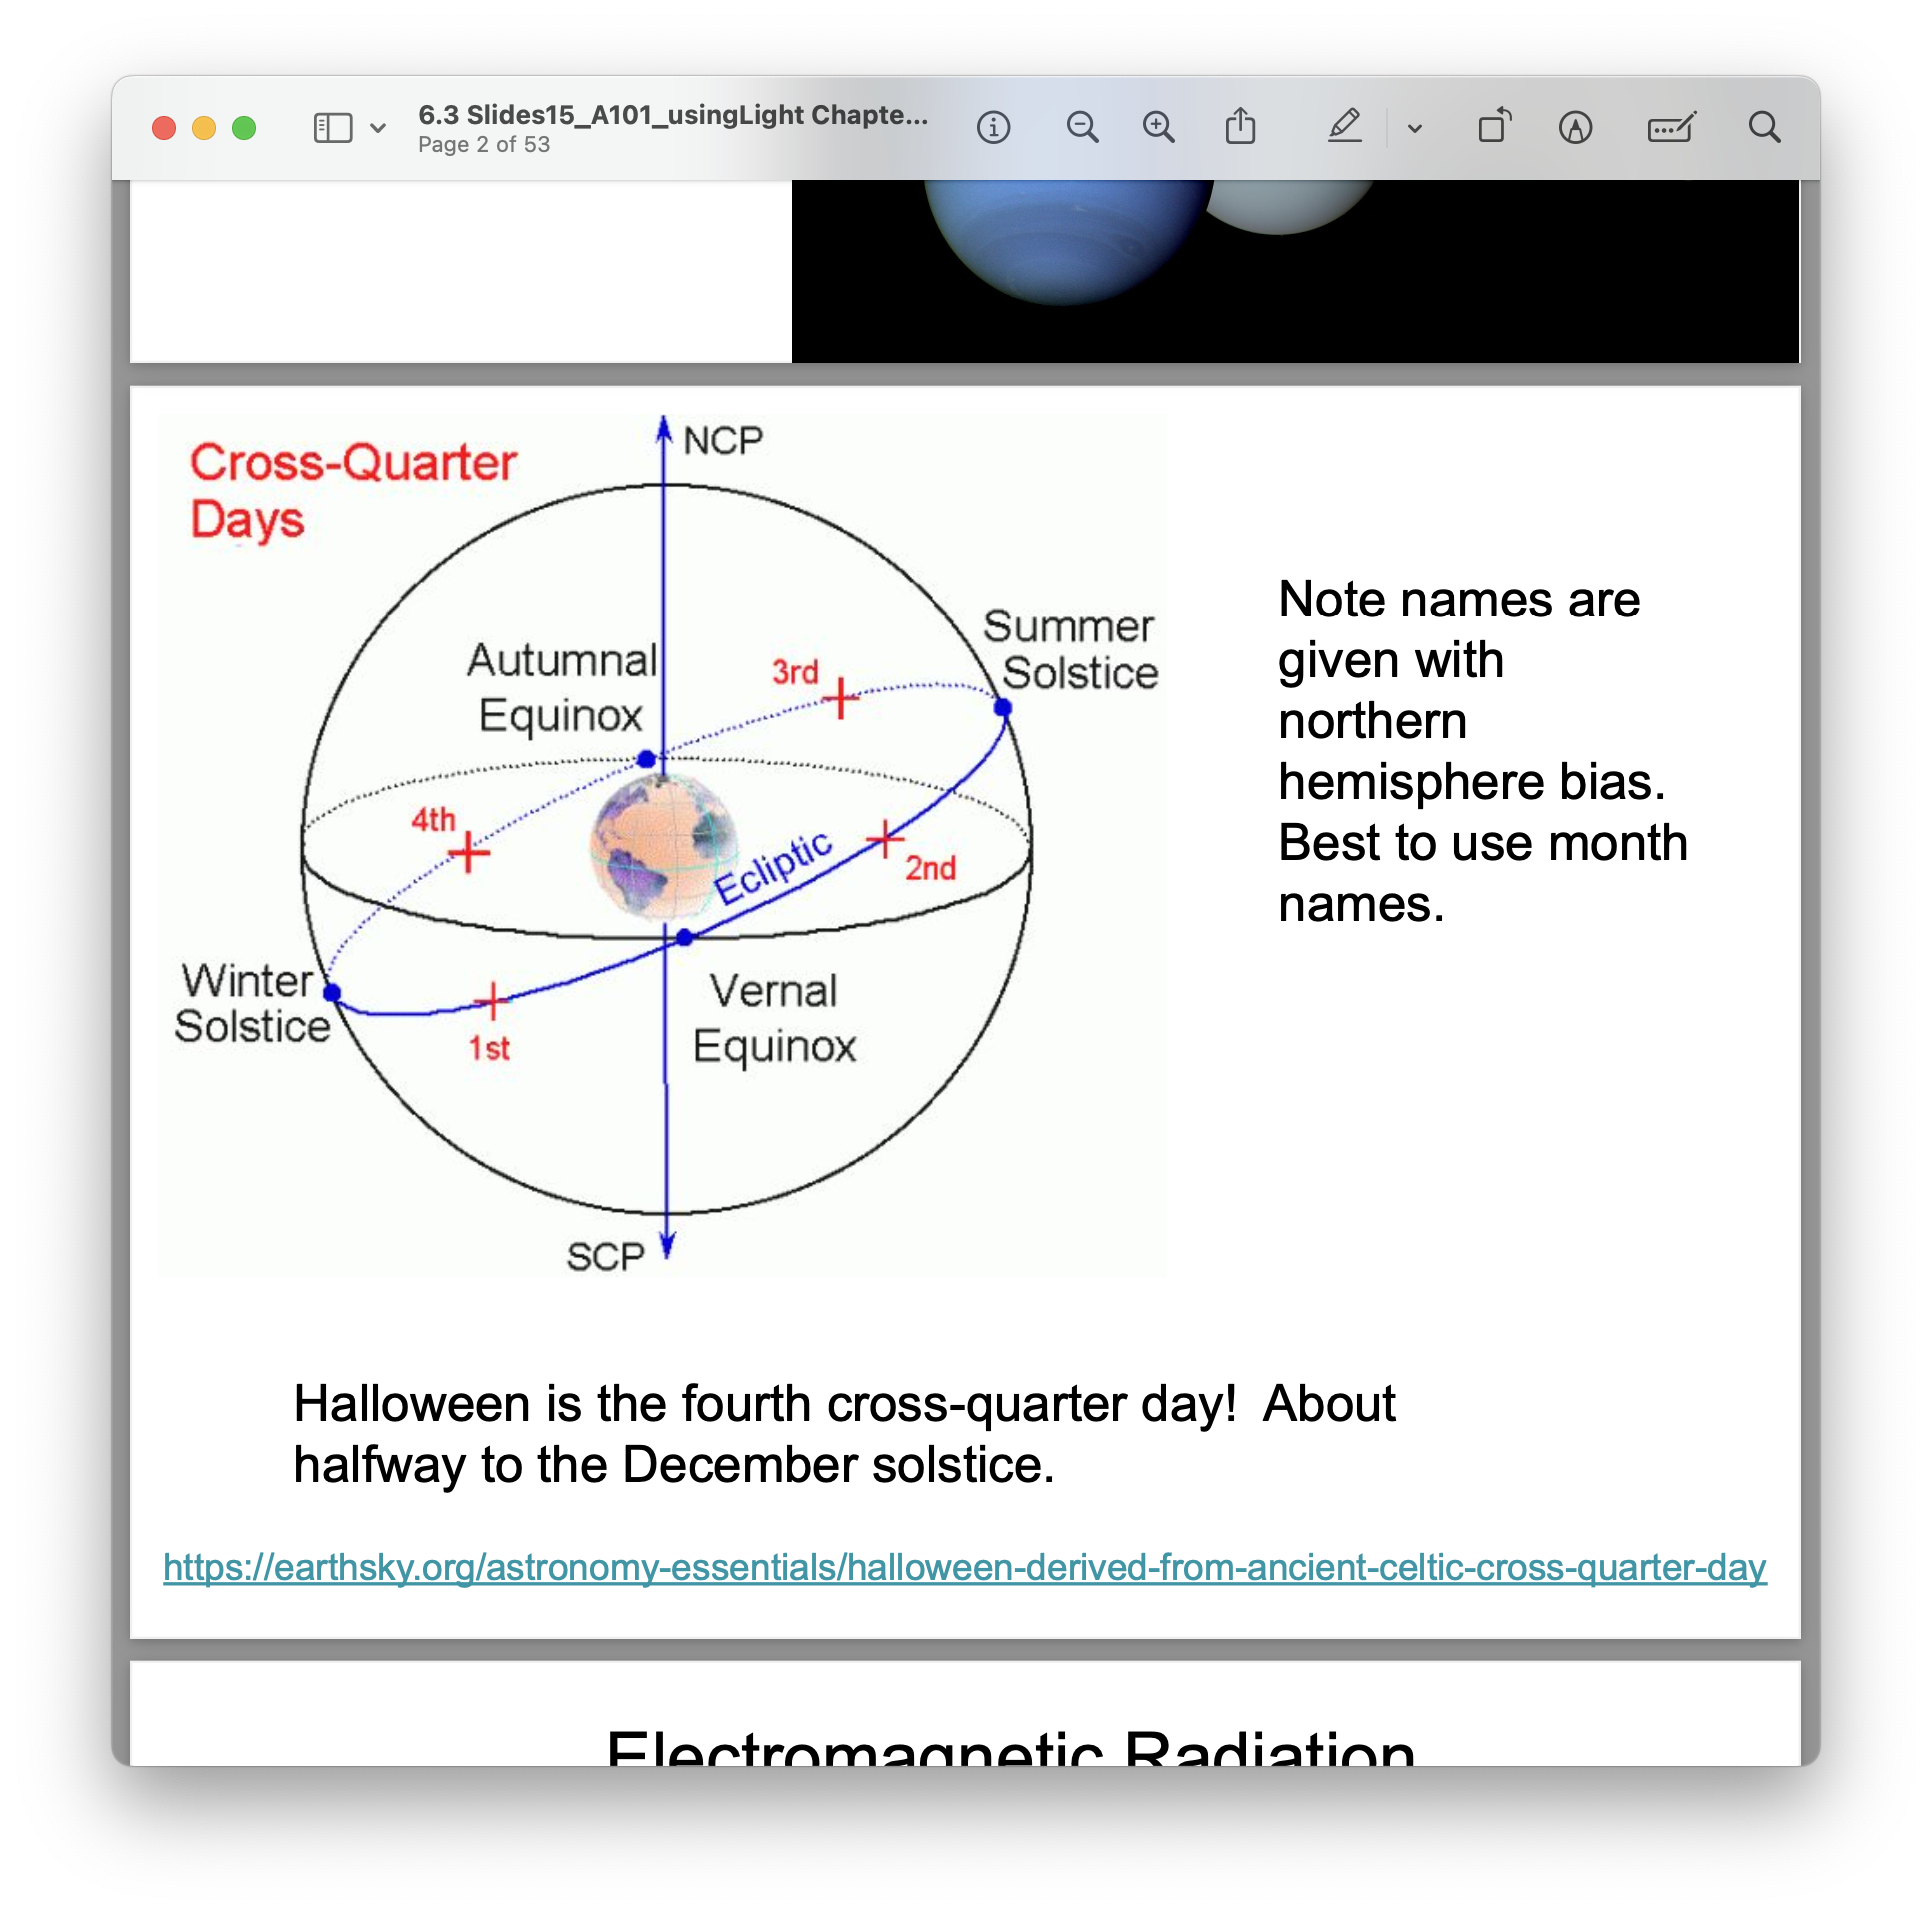 6.3 Slides15_A101_usingLight Chapte...
Page 2 of 53
Cross-Quarter
Days
NCP
Summer
Solstice
Autumnal
Equinox
3rd
4th
Ecliptic
2nd
Winter
Solstice
1st
Vernal
Equinox
SCP
Note names are
given with
northern
hemisphere bias.
Best to use month
names.
Halloween is the fourth cross-quarter day!  About
halfway to the December solstice.
https://earthsky.org/astronomy-essentials/halloween-derived-from-ancient-celtic-cross-quarter-day
Electromagnetic Radiation